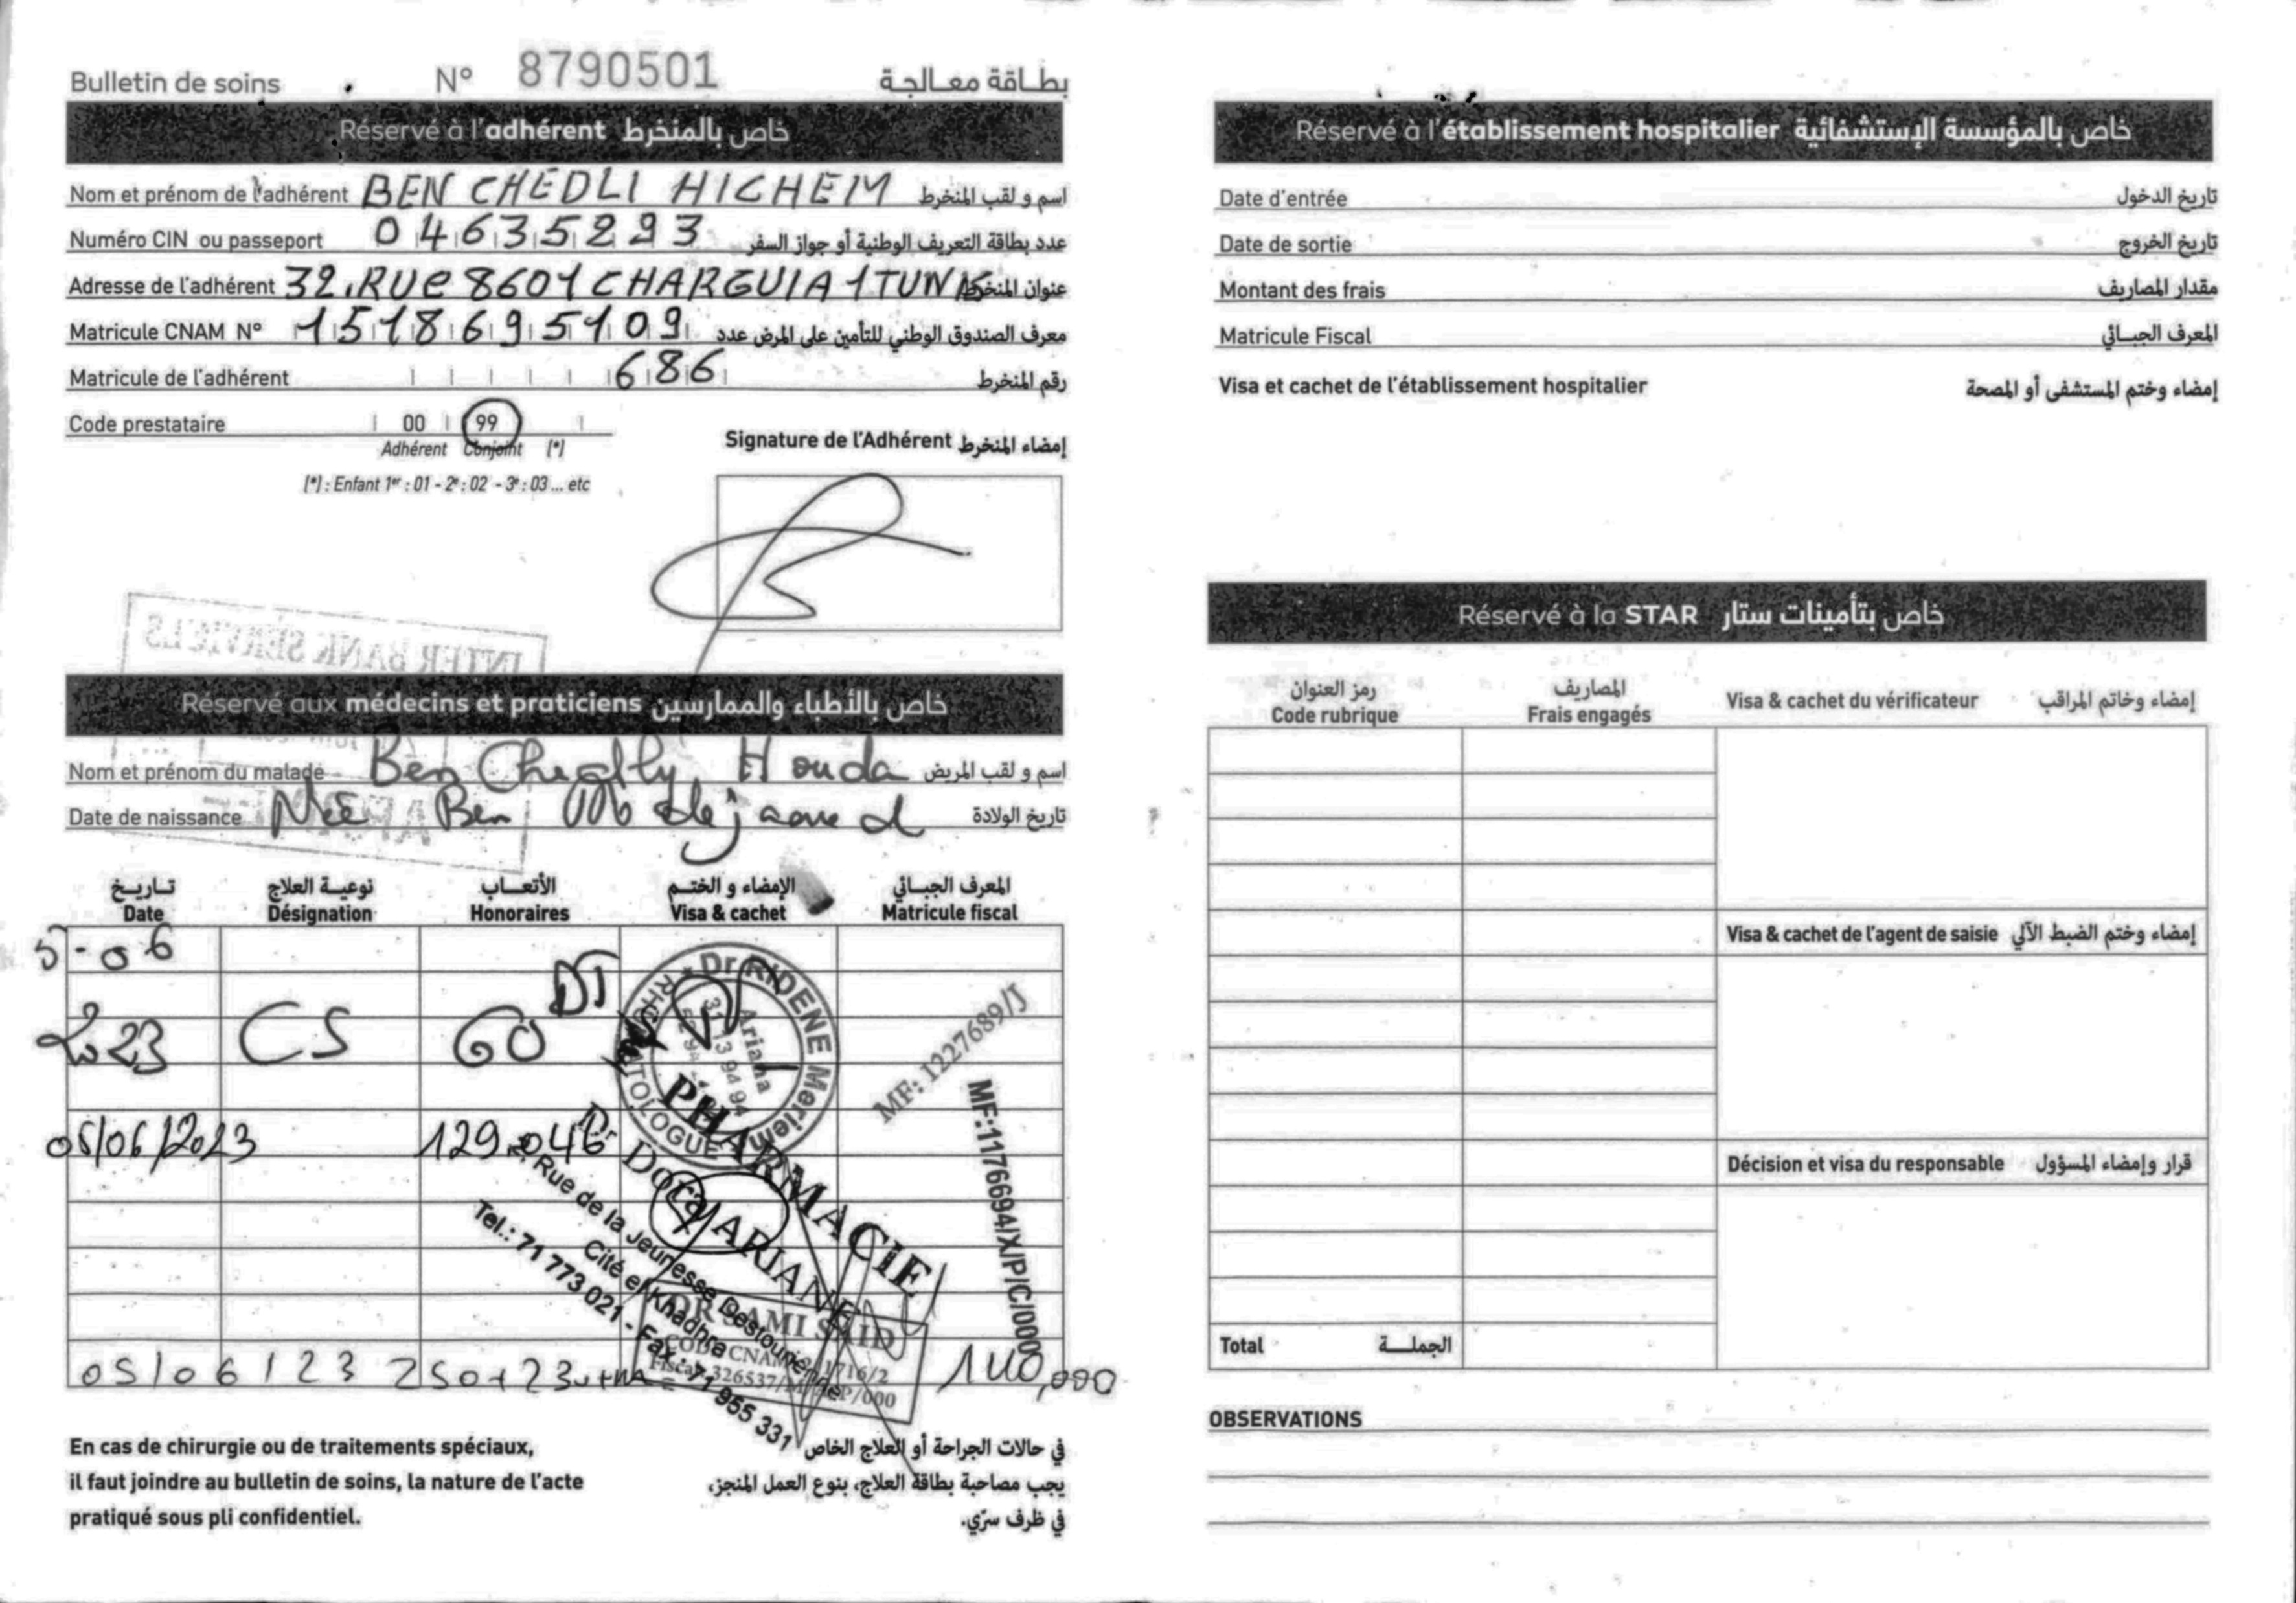 Bulletin de soins N° 8790501 بطاقة معالجة
Réservé à l'adhérent خاص بالمنخرط
Nom et prénom de l'adhérent BEN CHEDLI HICHEM اسم و لقب المنخرط
Numéro CIN ou passeport 04635293 عدد بطاقة التعريف الوطنية أو جواز السفر
Adresse de l'adhérent 32, RUE 8601 CHARGUIA 1 TUNIS عنوان المنخرط
Matricule CNAM N° 1518695109 معرف الصندوق الوطني للتأمين على المرض عدد
Matricule de l'adhérent 686 رقم المنخرط
Code prestataire 00 99
Adhérent Conjoint (*)
(*) : Enfant 1er : 01 - 2e : 02 - 3e : 03 ... etc
Signature de l'Adhérent إمضاء المنخرط
INTER BANK SERVICES
Réservé aux médecins et praticiens خاص بالأطباء والممارسين
Nom et prénom du malade Ben Chedly Houda اسم و لقب المريض
Date de naissance Née Ben تاريخ الولادة
تاريخ نوعية العلاج الأتعاب الإمضاء و الختم المعرف الجبائي
Date Désignation Honoraires Visa & cachet Matricule fiscal
5-06
2023 CS 60 DT
Dr RIDENE Meriem
RHUMATOLOGUE
Ariana
MF: 1227689/J
05/06/2023 129.046
PHARMACIE
Dr Dora ARIANE
2, Rue de la Jeunesse Destourienne
Cité el Khadhra
Tel.: 71 773 021 - Fax: 71 955 331
MF:1176694/X/P/C/000
DR SAMI SAID
CODE CNAM 1716/2
Fiscal 326537/ /P/000
05/06/23 140,000
En cas de chirurgie ou de traitements spéciaux,
il faut joindre au bulletin de soins, la nature de l'acte
pratiqué sous pli confidentiel.
في حالات الجراحة أو العلاج الخاص
يجب مصاحبة بطاقة العلاج، بنوع العمل المنجز،
في ظرف سرّي.
Réservé à l'établissement hospitalier خاص بالمؤسسة الإستشفائية
Date d'entrée تاريخ الدخول
Date de sortie تاريخ الخروج
Montant des frais مقدار المصاريف
Matricule Fiscal المعرف الجبائي
Visa et cachet de l'établissement hospitalier إمضاء وختم المستشفى أو المصحة
Réservé à la STAR خاص بتأمينات ستار
رمز العنوان المصاريف
Code rubrique Frais engagés Visa & cachet du vérificateur إمضاء وخاتم المراقب
Visa & cachet de l'agent de saisie إمضاء وختم الضبط الآلي
Décision et visa du responsable قرار وإمضاء المسؤول
Total الجملة
OBSERVATIONS